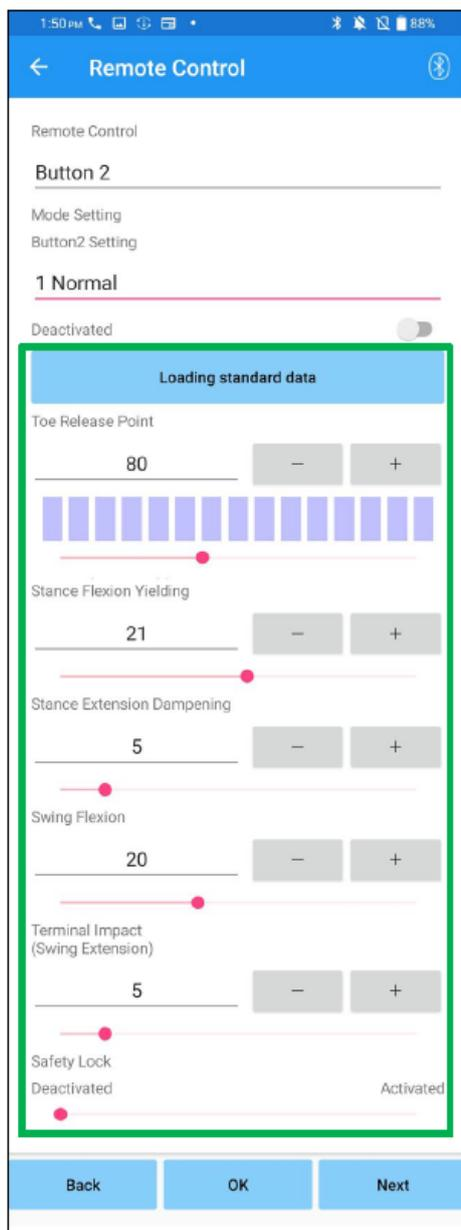 1:50 PM 88%
Remote Control
Remote Control
Button 2
Mode Setting
Button2 Setting
1 Normal
Deactivated
Loading standard data
Toe Release Point
80 − +
Stance Flexion Yielding
21 − +
Stance Extension Dampening
5 − +
Swing Flexion
20 − +
Terminal Impact
(Swing Extension)
5 − +
Safety Lock
Deactivated Activated
Back OK Next